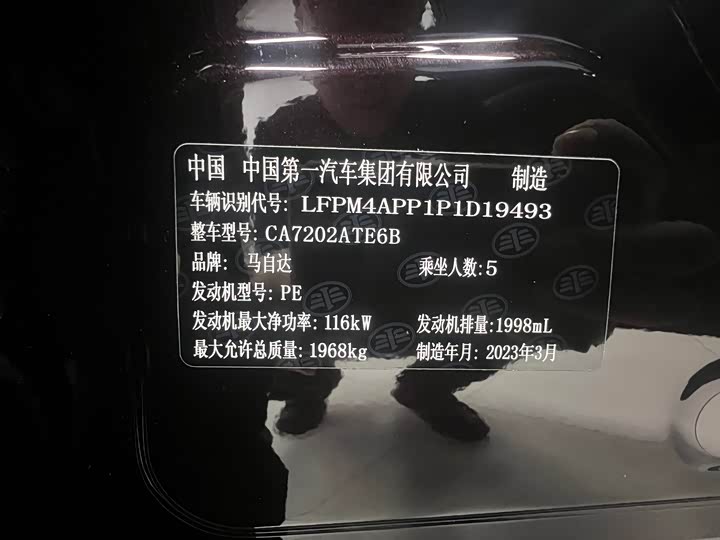 中国 中国第一汽车集团有限公司 制造
车辆识别代号: LFPM4APP1P1D19493
整车型号: CA7202ATE6B
品牌: 马自达 乘坐人数:5
发动机型号: PE
发动机最大净功率: 116kW 发动机排量:1998mL
最大允许总质量: 1968kg 制造年月: 2023年3月